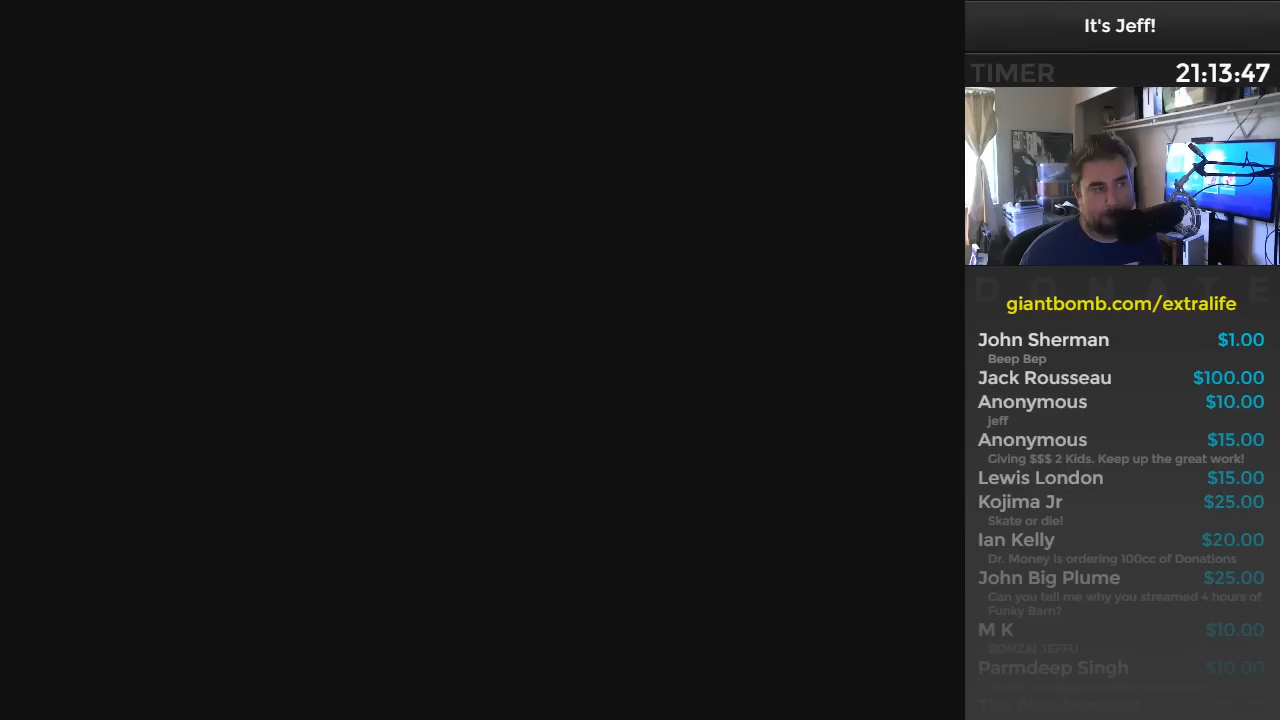 It's Jeff!
TIMER 21:13:47
DONATE
giantbomb.com/extralife
John Sherman $1.00
Beep Bep
Jack Rousseau $100.00
Anonymous $10.00
jeff
Anonymous $15.00
Giving $$$ 2 Kids. Keep up the great work!
Lewis London $15.00
Kojima Jr $25.00
Skate or die!
Ian Kelly $20.00
Dr. Money is ordering 100cc of Donations
John Big Plume $25.00
Can you tell me why you streamed 4 hours of
Funky Barn?
M K $10.00
BONZAI JEFFU
Parmdeep Singh $10.00